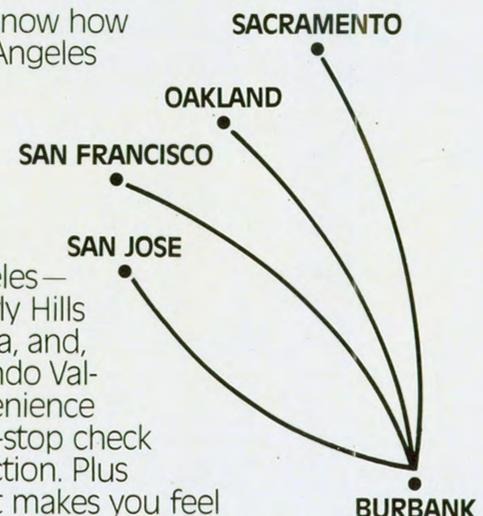 now how
Angeles
SACRAMENTO
OAKLAND
SAN FRANCISCO
SAN JOSE
eles—
ly Hills
a, and,
ndo Val-
enience
-stop check
ction. Plus
t makes you feel
BURBANK